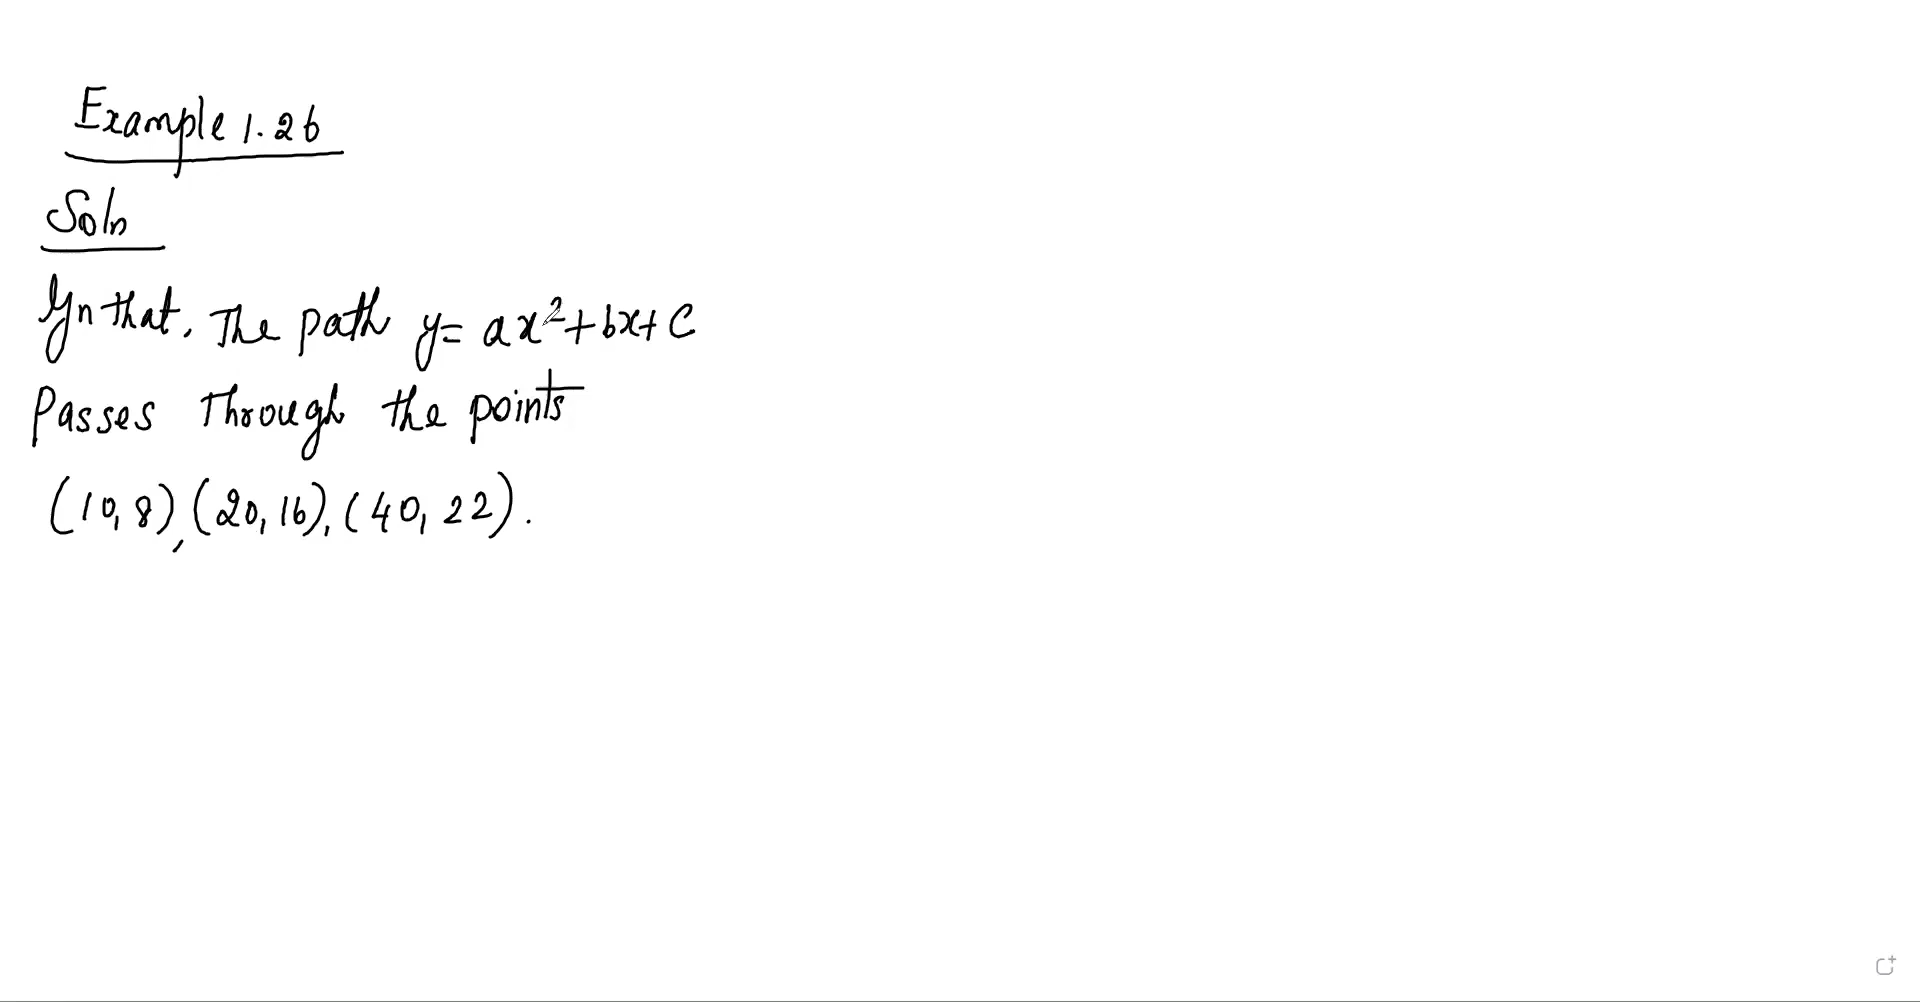 Example 1.26
Soln
Gn that, The path y = ax²+bx+c
Passes Through the points
(10,8), (20,16), (40,22).